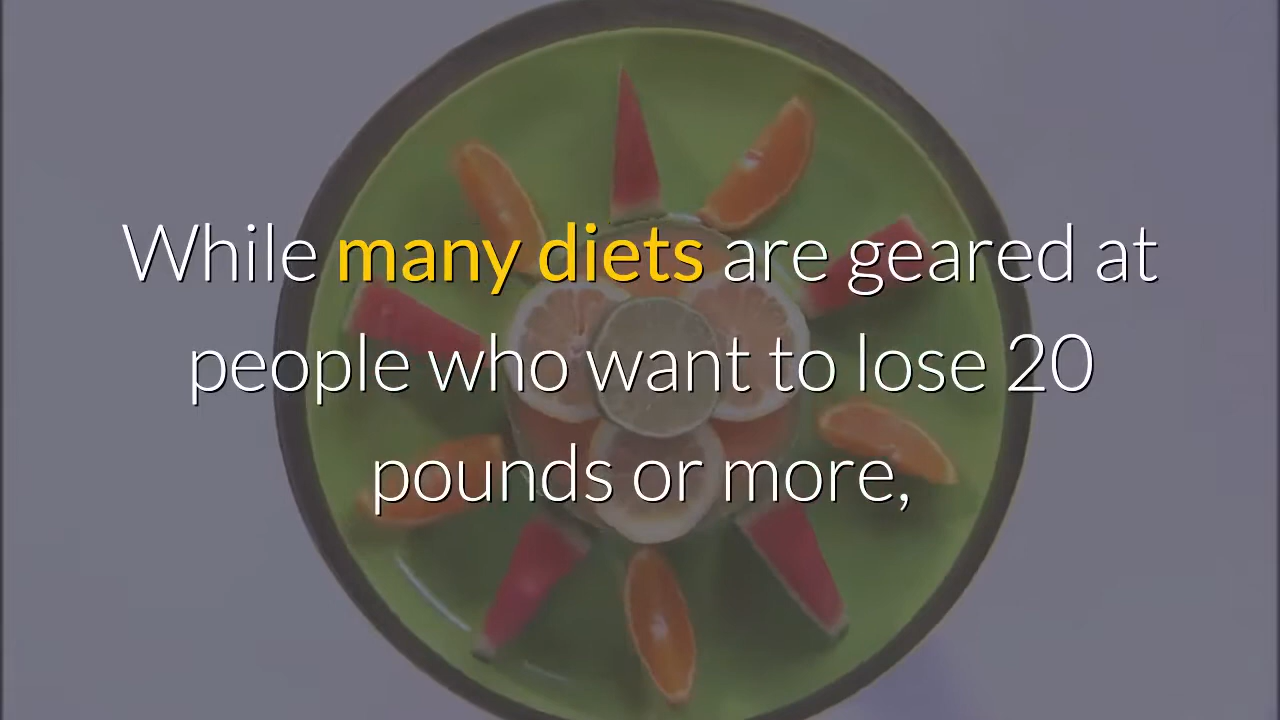 While many diets are geared at
people who want to lose 20
pounds or more,